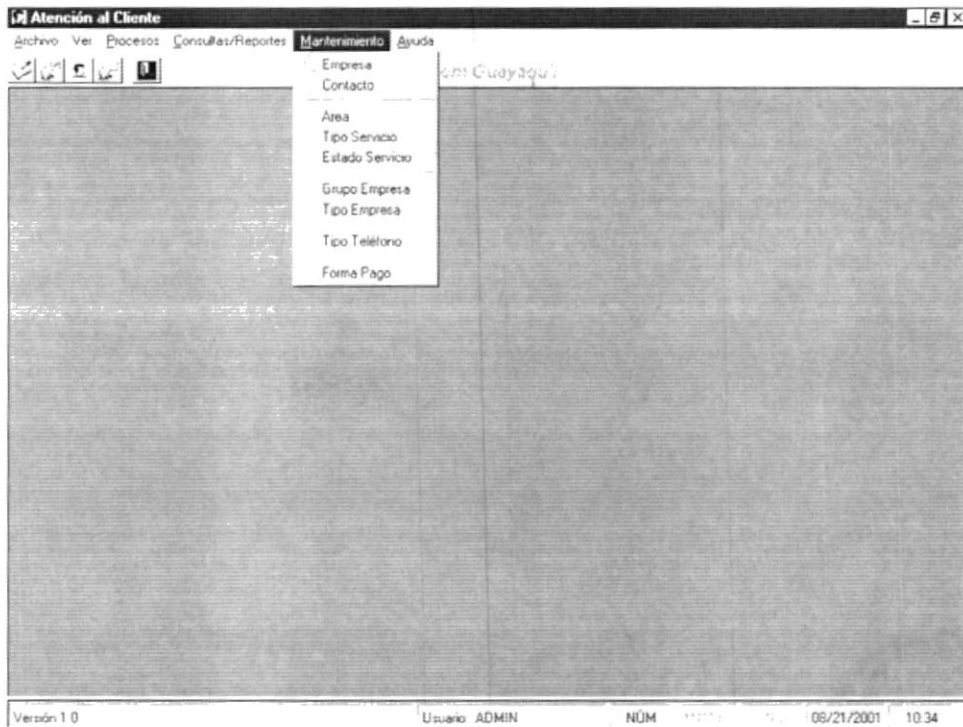 Atención al Cliente
Archivo Ver Procesos Consultas/Reportes Mantenimiento Ayuda
Guayaquil
Empresa
Contacto
Area
Tipo Servicio
Estado Servicio
Grupo Empresa
Tipo Empresa
Tipo Teléfono
Forma Pago
Versión 1.0 Usuario ADMIN NÚM 08/21/2001 10:34